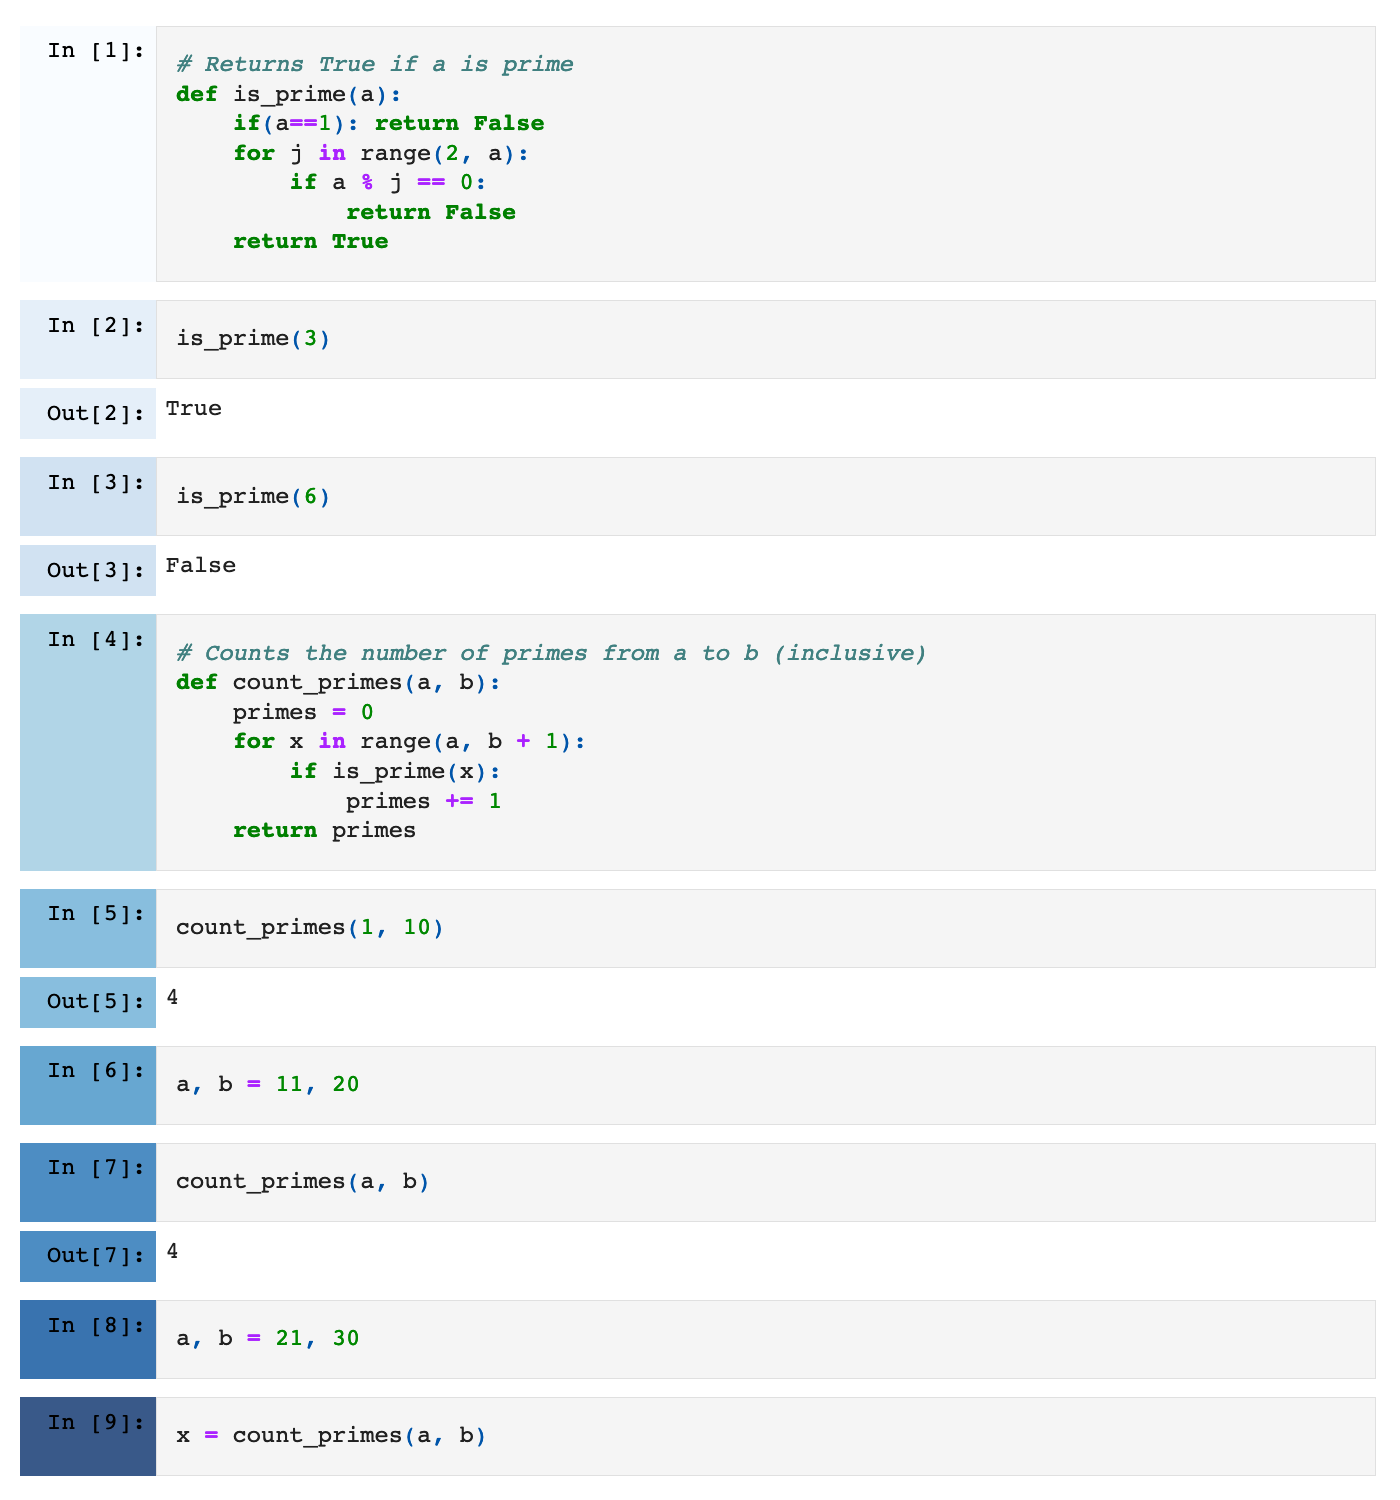 In [1]:
# Returns True if a is prime
def is_prime(a):
    if(a==1): return False
    for j in range(2, a):
        if a % j == 0:
            return False
    return True
In [2]:
is_prime(3)
Out[2]:
True
In [3]:
is_prime(6)
Out[3]:
False
In [4]:
# Counts the number of primes from a to b (inclusive)
def count_primes(a, b):
    primes = 0
    for x in range(a, b + 1):
        if is_prime(x):
            primes += 1
    return primes
In [5]:
count_primes(1, 10)
Out[5]:
4
In [6]:
a, b = 11, 20
In [7]:
count_primes(a, b)
Out[7]:
4
In [8]:
a, b = 21, 30
In [9]:
x = count_primes(a, b)